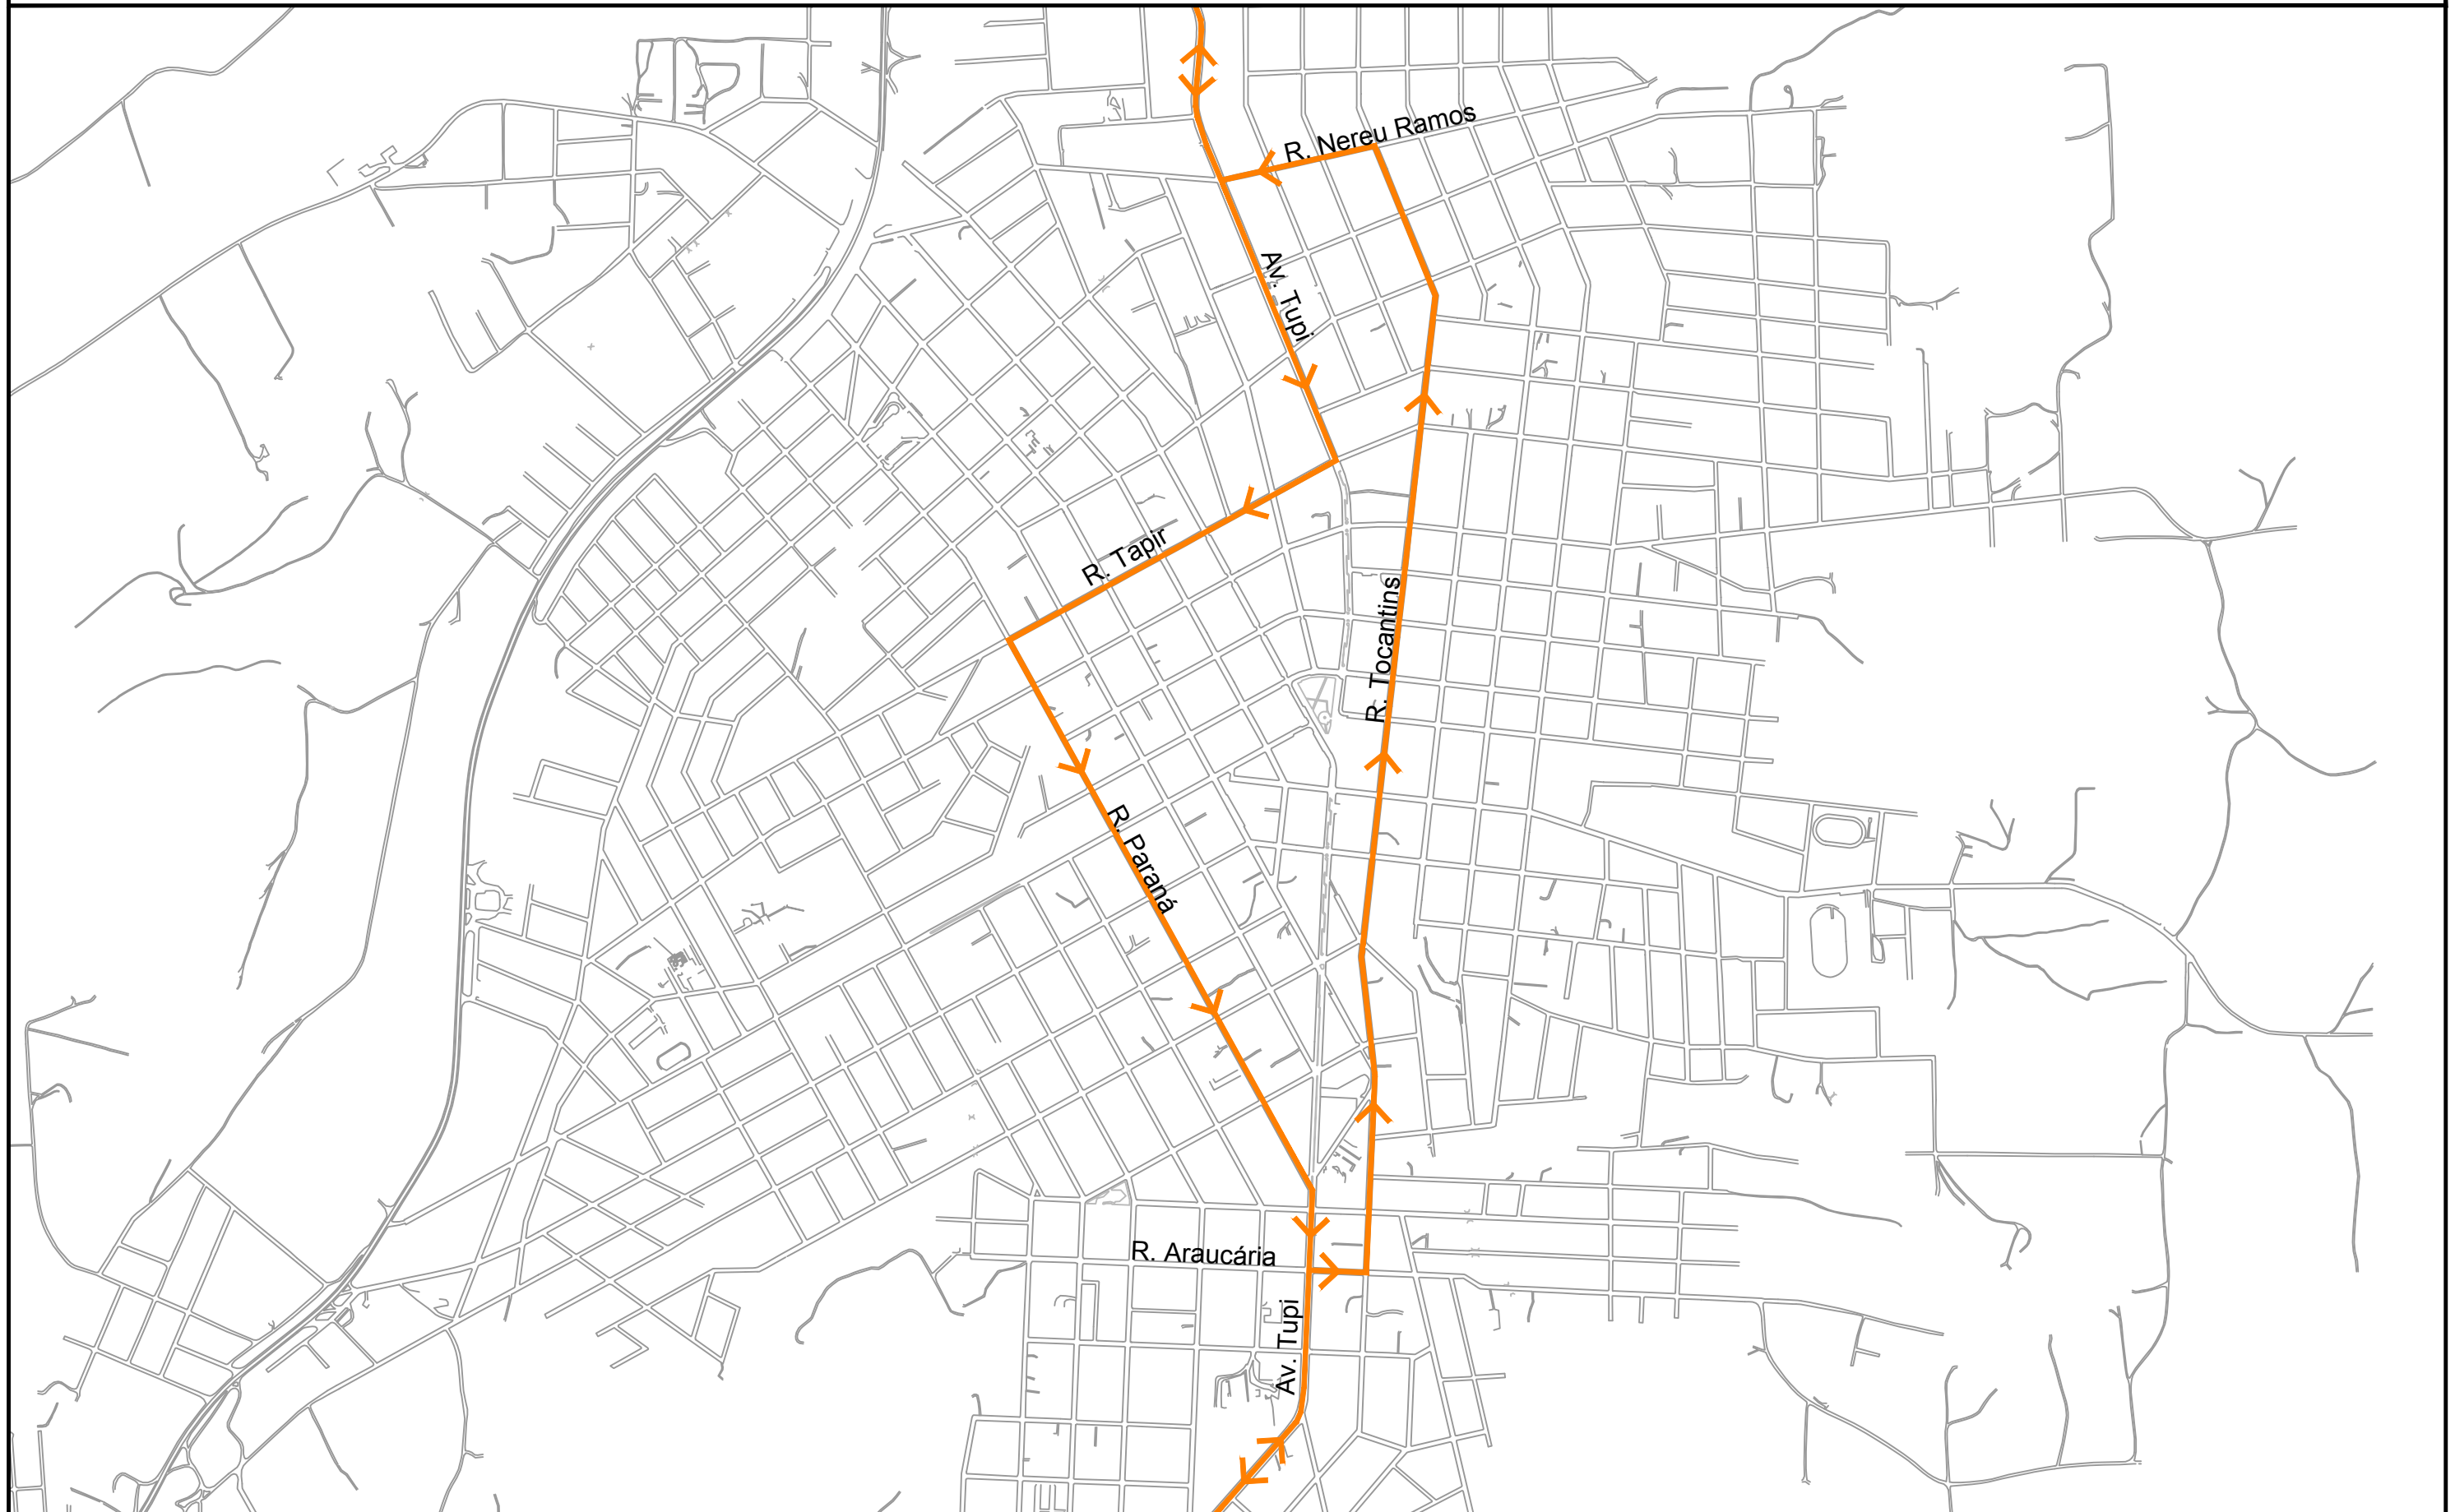 R. Nereu Ramos
Av. Tupi
R. Tapir
R. Tocantins
R. Paraná
R. Araucária
Av. Tupi